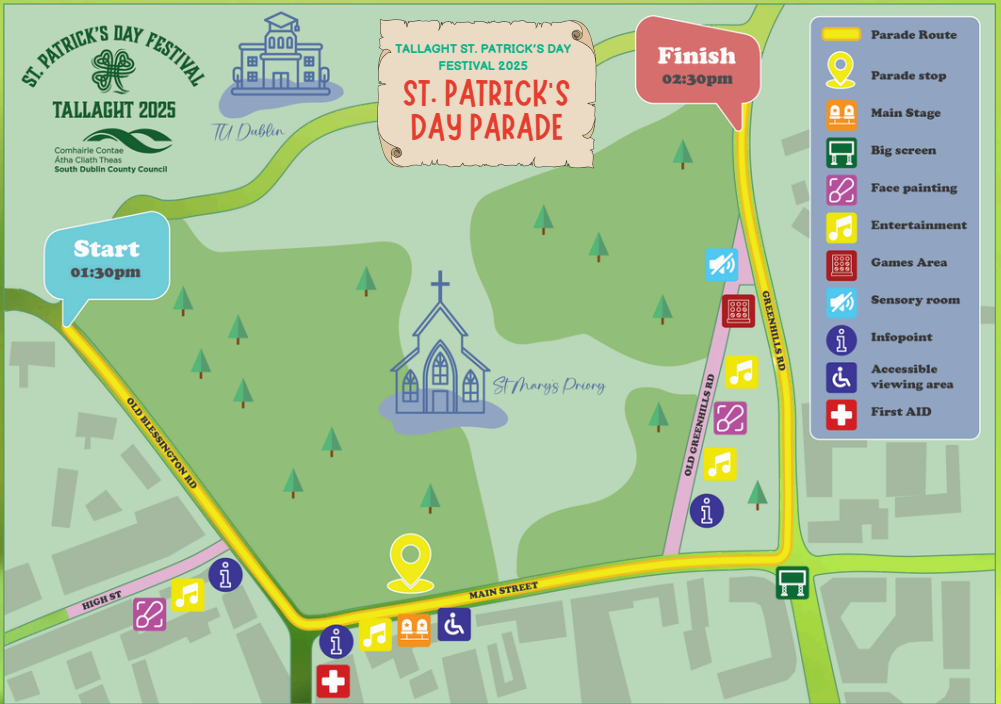 ST. PATRICK'S DAY FESTIVAL
TALLAGHT 2025
Comhairle Contae
Átha Cliath Theas
South Dublin County Council
TU Dublin
TALLAGHT ST. PATRICK'S DAY
FESTIVAL 2025
ST. PATRICK'S
DAY PARADE
Finish
02:30pm
Start
01:30pm
St Mary's Priory
OLD BLESSINGTON RD
HIGH ST
MAIN STREET
OLD GREENHILLS RD
GREENHILLS RD
Parade Route
Parade stop
Main Stage
Big screen
Face painting
Entertainment
Games Area
Sensory room
Infopoint
Accessible
viewing area
First AID